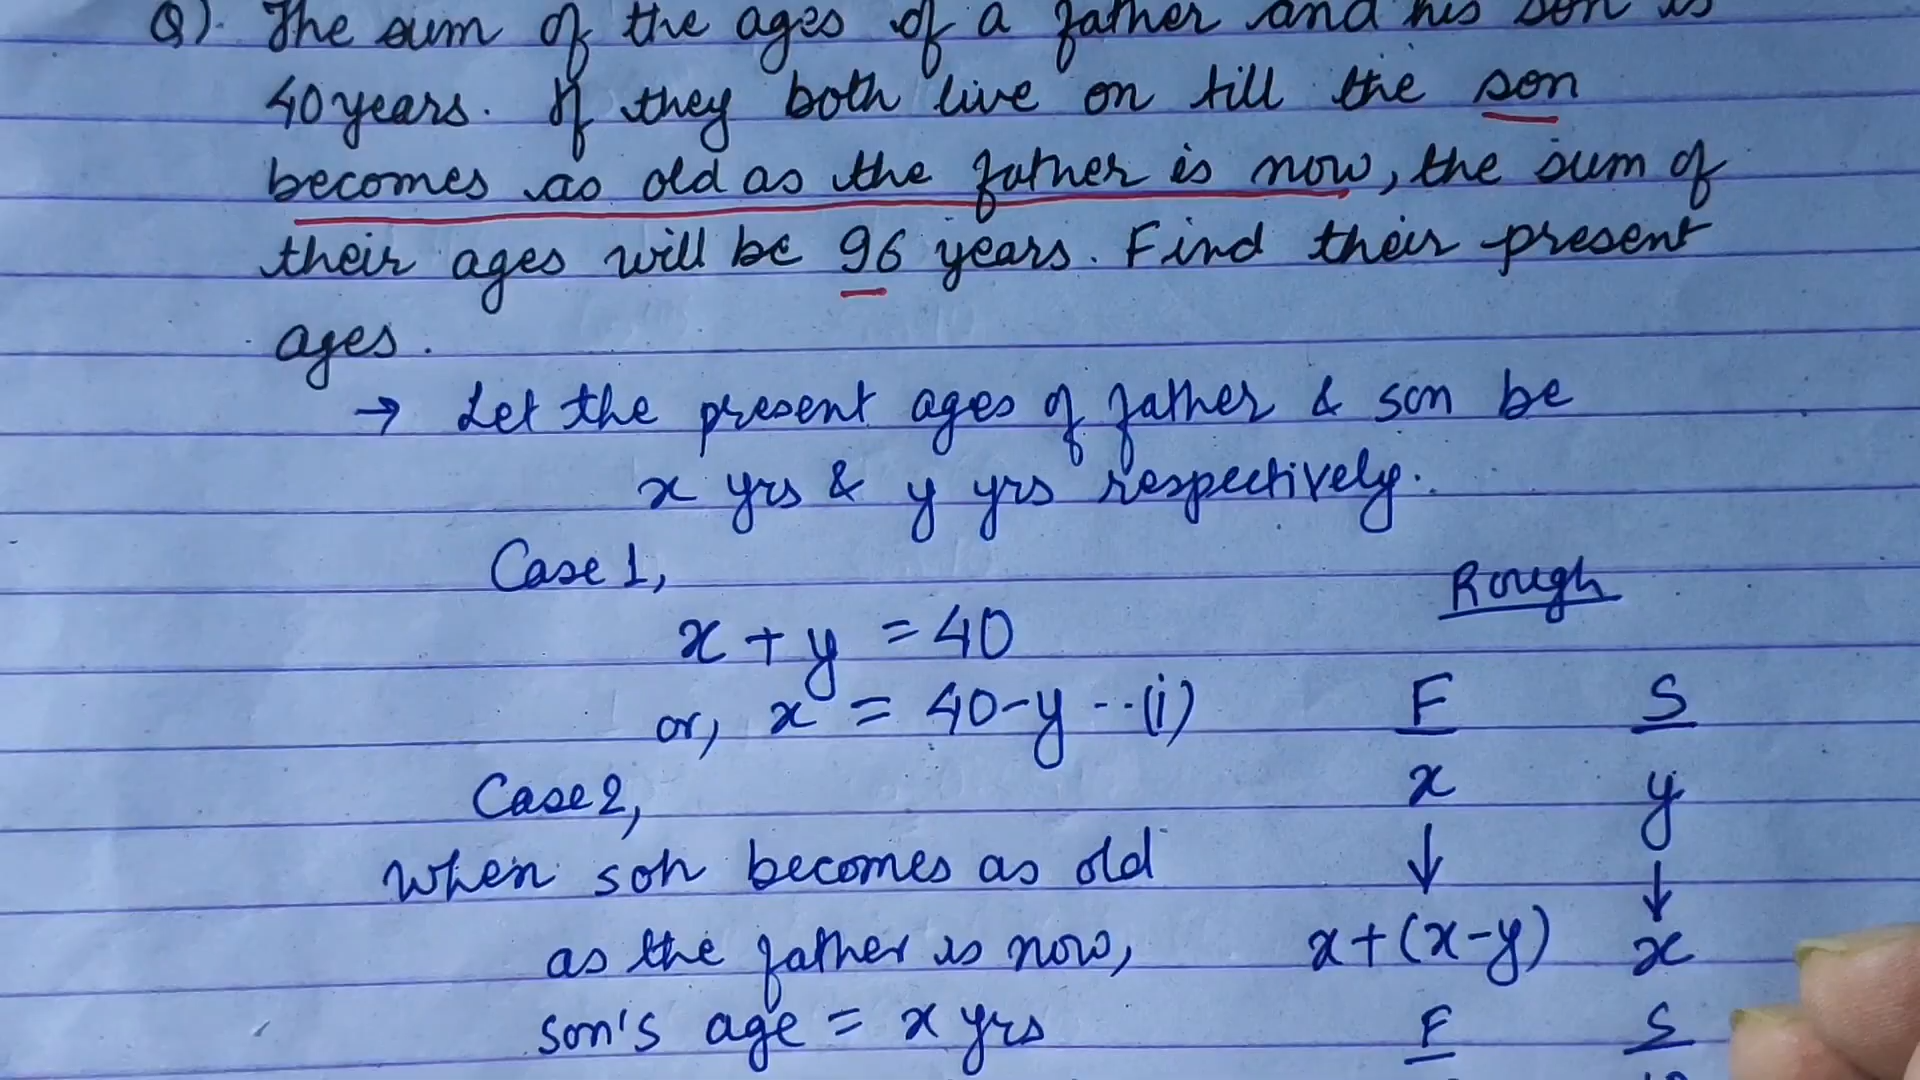 Q). The sum of the ages of a father and his son is
40 years. If they both live on till the son
becomes as old as the father is now, the sum of
their ages will be 96 years. Find their present
ages.
→ Let the present ages of father & son be
x yrs & y yrs respectively.
Case 1,
x + y = 40
or, x = 40-y --(i)
Case 2,
when son becomes as old
as the father is now,
son's age = x yrs
Rough
F S
x y
↓ ↓
x+(x-y) x
F S